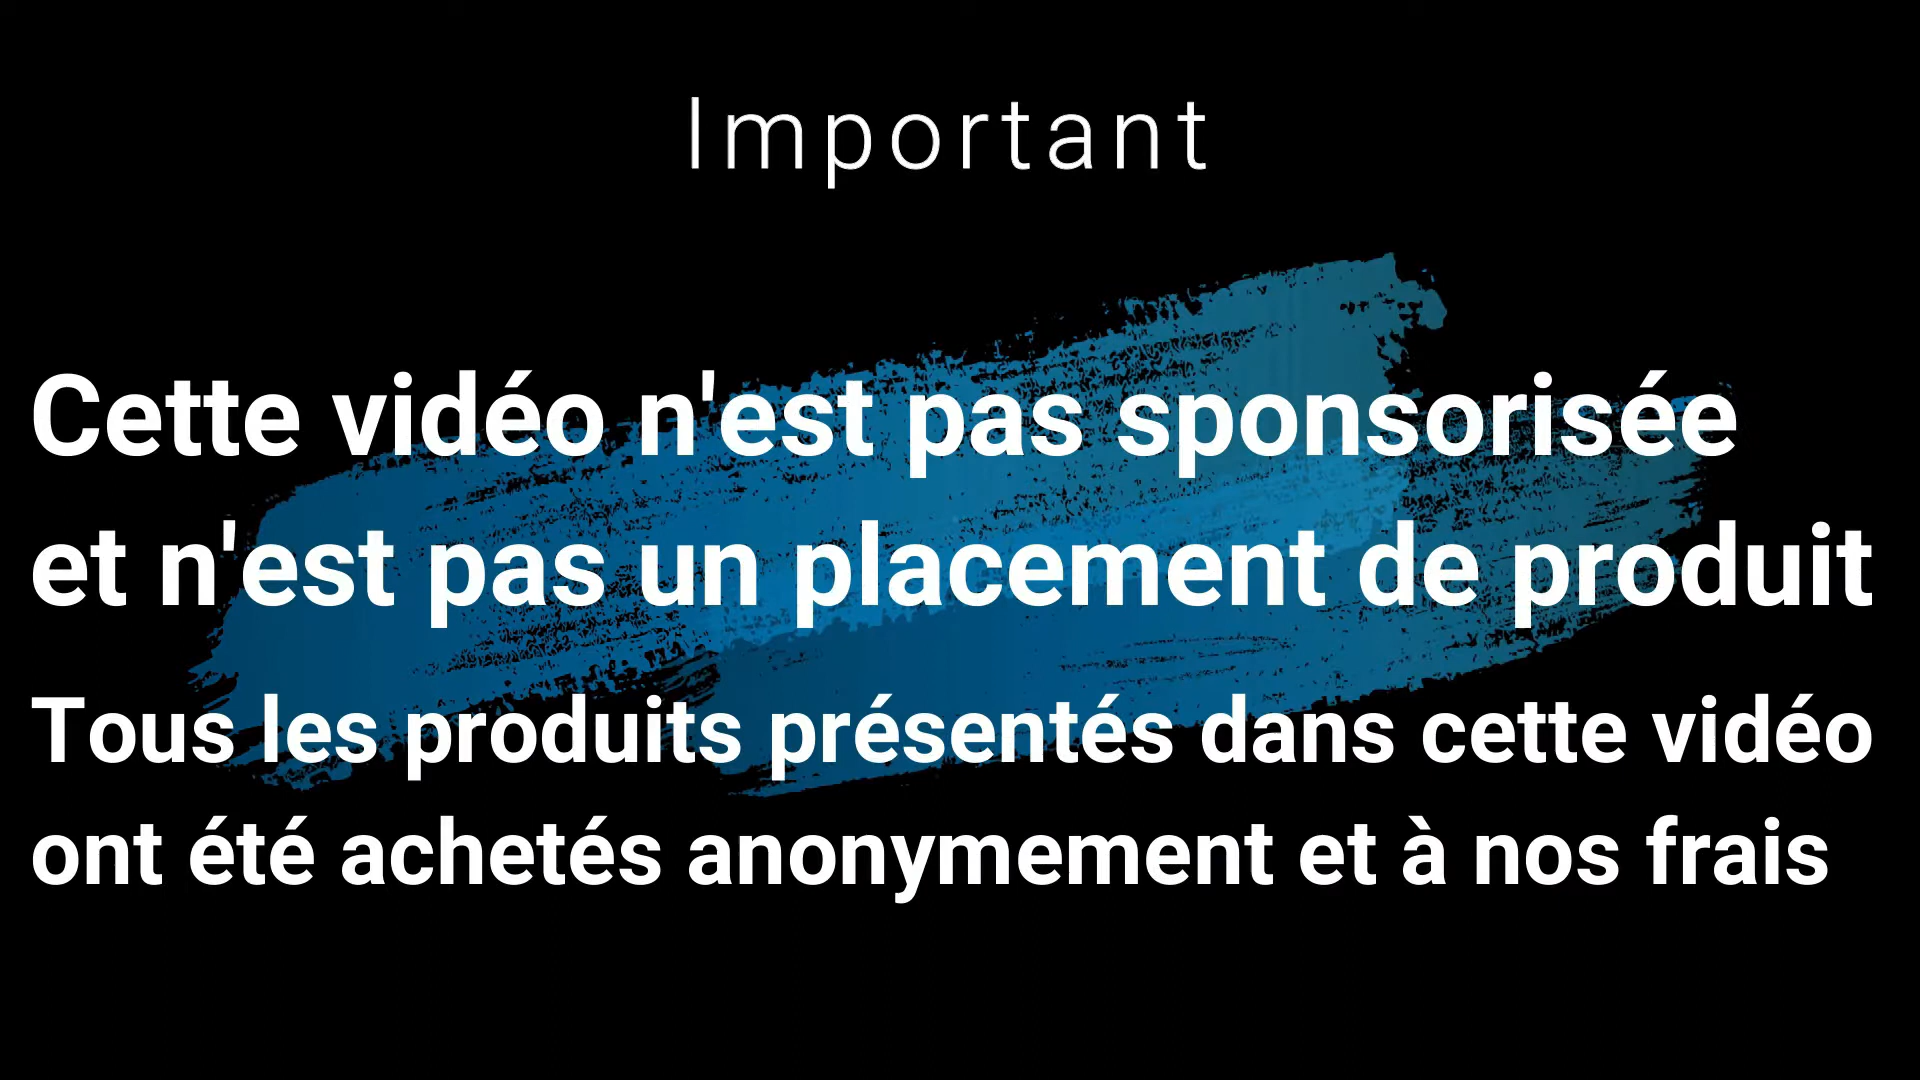 Important
Cette vidéo n'est pas sponsorisée
et n'est pas un placement de produit
Tous les produits présentés dans cette vidéo
ont été achetés anonymement et à nos frais